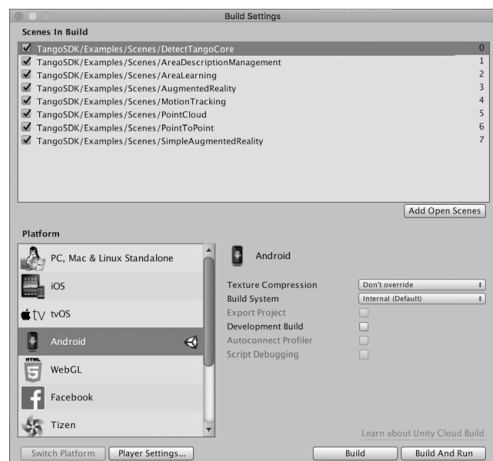 Build Settings
Scenes In Build
TangoSDK/Examples/Scenes/DetectTangoCore 0
TangoSDK/Examples/Scenes/AreaDescriptionManagement 1
TangoSDK/Examples/Scenes/AreaLearning 2
TangoSDK/Examples/Scenes/AugmentedReality 3
TangoSDK/Examples/Scenes/MotionTracking 4
TangoSDK/Examples/Scenes/PointCloud 5
TangoSDK/Examples/Scenes/PointToPoint 6
TangoSDK/Examples/Scenes/SimpleAugmentedReality 7
Add Open Scenes
Platform
PC, Mac & Linux Standalone
iOS
tv tvOS
Android
HTML 5 WebGL
f Facebook
Tizen
Android
Texture Compression Don't override
Build System Internal (Default)
Export Project
Development Build
Autoconnect Profiler
Script Debugging
Learn about Unity Cloud Build
Switch Platform Player Settings... Build Build And Run